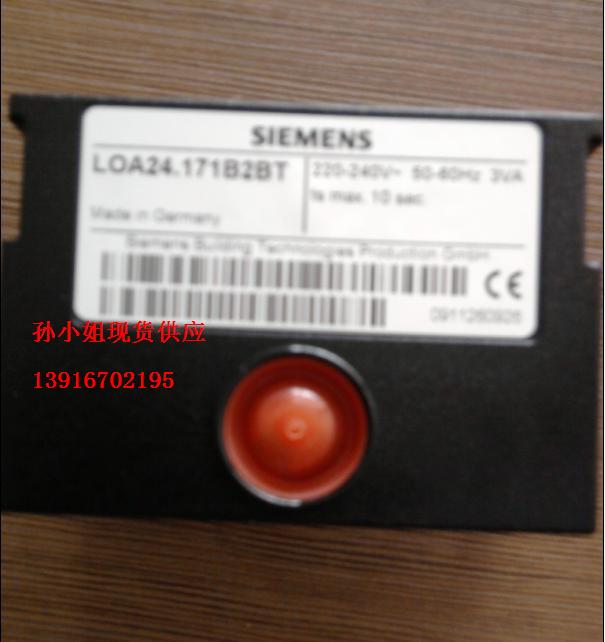 SIEMENS
LOA24.171B2BT
220-240V~ 50-60Hz 3VA
ts max. 10 sec.
Made in Germany
Siemens Building Technologies Production GmbH
CE
0911260926
孙小姐现货供应
13916702195